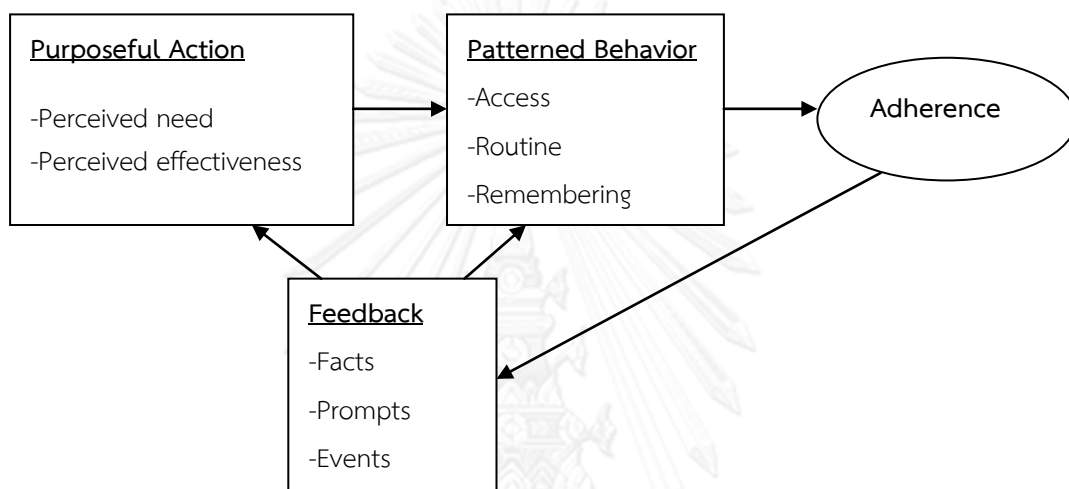 Purposeful Action
-Perceived need
-Perceived effectiveness
Patterned Behavior
-Access
-Routine
-Remembering
Adherence
Feedback
-Facts
-Prompts
-Events